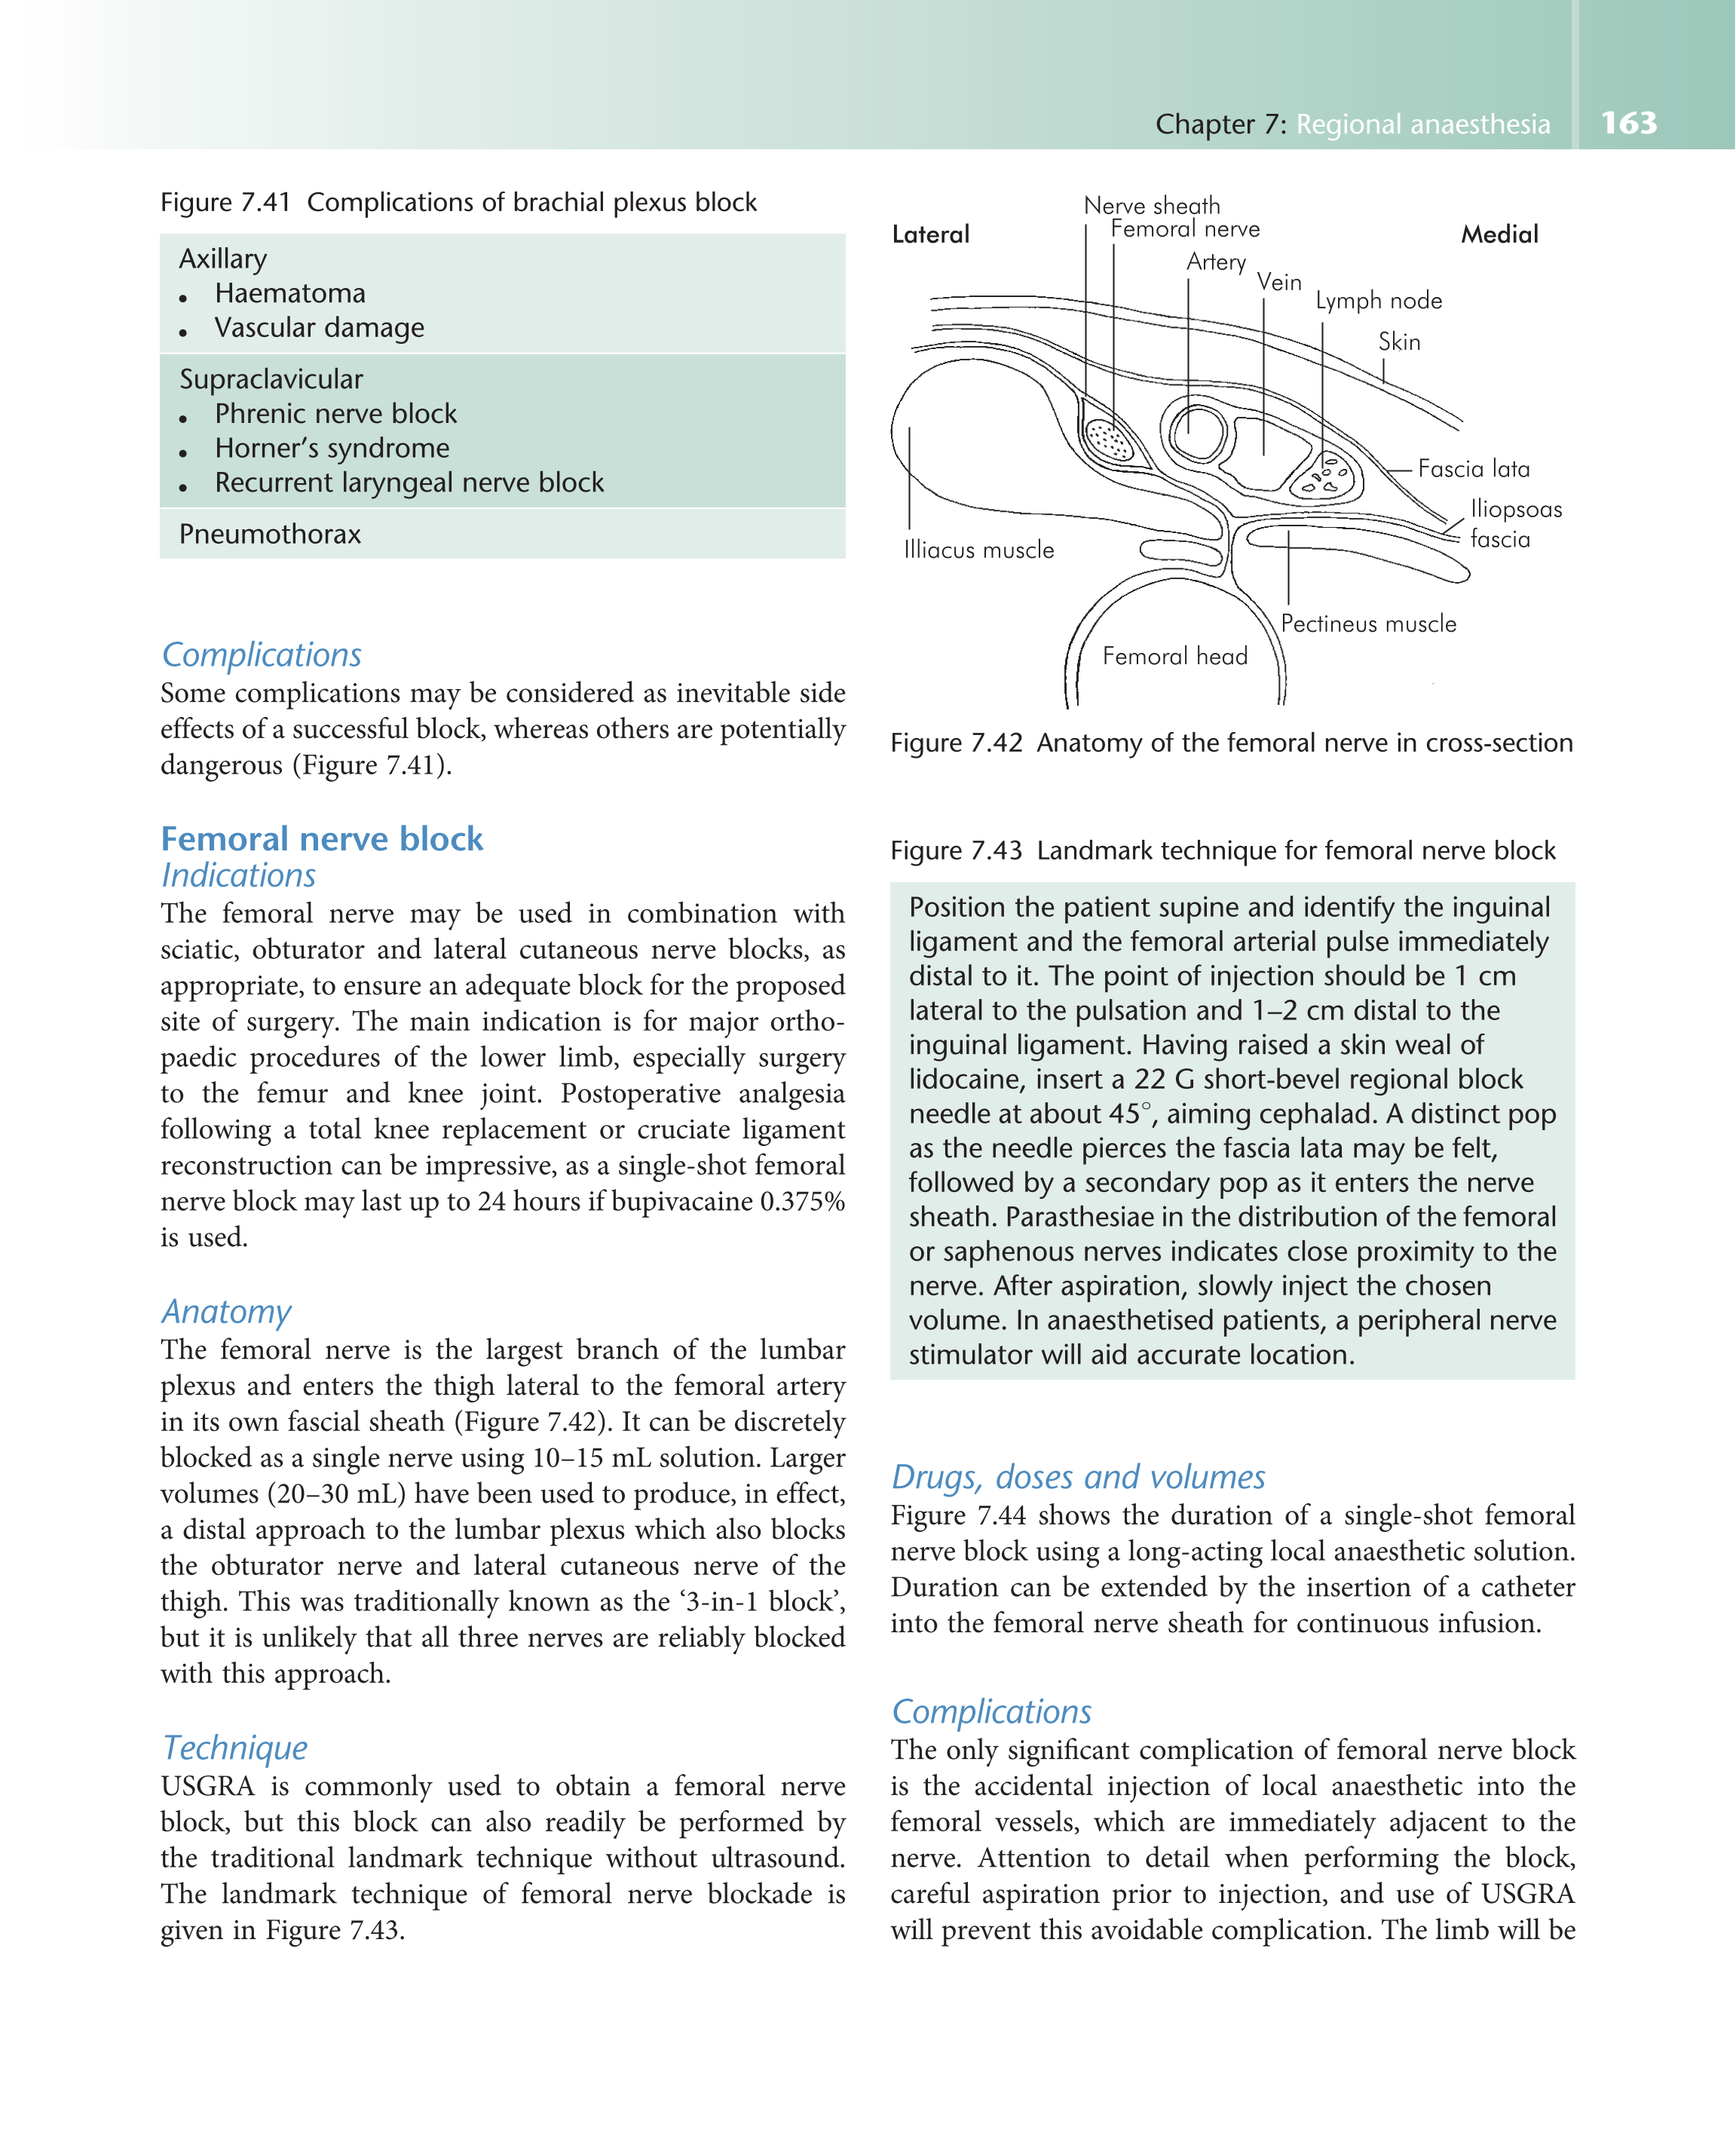 Chapter 7: Regional anaesthesia 163
Figure 7.41 Complications of brachial plexus block
Axillary
• Haematoma
• Vascular damage
Supraclavicular
• Phrenic nerve block
• Horner’s syndrome
• Recurrent laryngeal nerve block
Pneumothorax
Complications
Some complications may be considered as inevitable side
effects of a successful block, whereas others are potentially
dangerous (Figure 7.41).
Femoral nerve block
Indications
The femoral nerve may be used in combination with
sciatic, obturator and lateral cutaneous nerve blocks, as
appropriate, to ensure an adequate block for the proposed
site of surgery. The main indication is for major ortho-
paedic procedures of the lower limb, especially surgery
to the femur and knee joint. Postoperative analgesia
following a total knee replacement or cruciate ligament
reconstruction can be impressive, as a single-shot femoral
nerve block may last up to 24 hours if bupivacaine 0.375%
is used.
Anatomy
The femoral nerve is the largest branch of the lumbar
plexus and enters the thigh lateral to the femoral artery
in its own fascial sheath (Figure 7.42). It can be discretely
blocked as a single nerve using 10–15 mL solution. Larger
volumes (20–30 mL) have been used to produce, in effect,
a distal approach to the lumbar plexus which also blocks
the obturator nerve and lateral cutaneous nerve of the
thigh. This was traditionally known as the ‘3-in-1 block’,
but it is unlikely that all three nerves are reliably blocked
with this approach.
Technique
USGRA is commonly used to obtain a femoral nerve
block, but this block can also readily be performed by
the traditional landmark technique without ultrasound.
The landmark technique of femoral nerve blockade is
given in Figure 7.43.
Nerve sheath
Lateral
Femoral nerve
Medial
Artery
Vein
Lymph node
Skin
Fascia lata
Iliopsoas
fascia
Illiacus muscle
Pectineus muscle
Femoral head
Figure 7.42 Anatomy of the femoral nerve in cross-section
Figure 7.43 Landmark technique for femoral nerve block
Position the patient supine and identify the inguinal
ligament and the femoral arterial pulse immediately
distal to it. The point of injection should be 1 cm
lateral to the pulsation and 1–2 cm distal to the
inguinal ligament. Having raised a skin weal of
lidocaine, insert a 22 G short-bevel regional block
needle at about 45°, aiming cephalad. A distinct pop
as the needle pierces the fascia lata may be felt,
followed by a secondary pop as it enters the nerve
sheath. Parasthesiae in the distribution of the femoral
or saphenous nerves indicates close proximity to the
nerve. After aspiration, slowly inject the chosen
volume. In anaesthetised patients, a peripheral nerve
stimulator will aid accurate location.
Drugs, doses and volumes
Figure 7.44 shows the duration of a single-shot femoral
nerve block using a long-acting local anaesthetic solution.
Duration can be extended by the insertion of a catheter
into the femoral nerve sheath for continuous infusion.
Complications
The only significant complication of femoral nerve block
is the accidental injection of local anaesthetic into the
femoral vessels, which are immediately adjacent to the
nerve. Attention to detail when performing the block,
careful aspiration prior to injection, and use of USGRA
will prevent this avoidable complication. The limb will be